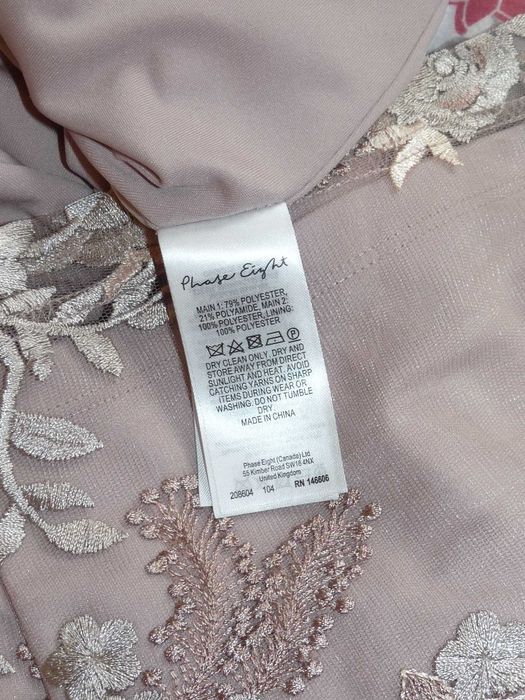 Phase Eight
MAIN 1: 79% POLYESTER,
21% POLYAMIDE, MAIN 2:
100% POLYESTER, LINING:
100% POLYESTER
DRY CLEAN ONLY, DRY AND
STORE AWAY FROM DIRECT
SUNLIGHT AND HEAT. AVOID
CATCHING YARNS ON SHARP
ITEMS DURING WEAR OR
WASHING, DO NOT TUMBLE
DRY.
MADE IN CHINA
Phase Eight (Canada) Ltd
55 Kimber Road SW18 4NX
United Kingdom
208604 104 RN 146606